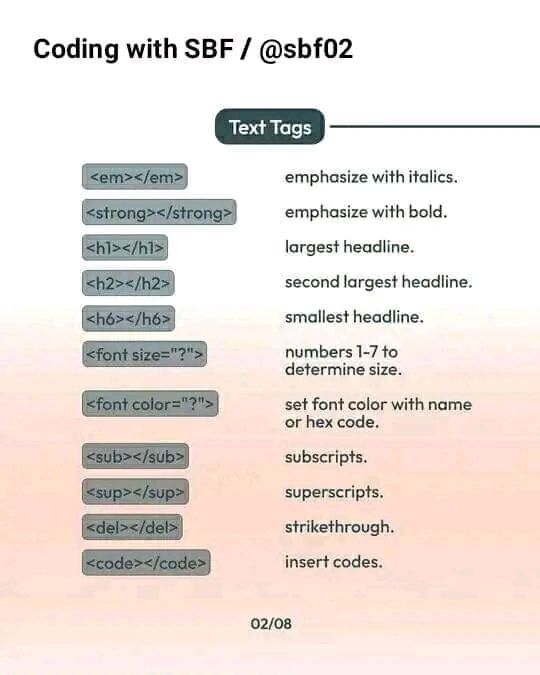 Coding with SBF / @sbf02
Text Tags
<em></em> emphasize with italics.
<strong></strong> emphasize with bold.
<h1></h1> largest headline.
<h2></h2> second largest headline.
<h6></h6> smallest headline.
<font size="?"> numbers 1-7 to
determine size.
<font color="?"> set font color with name
or hex code.
<sub></sub> subscripts.
<sup></sup> superscripts.
<del></del> strikethrough.
<code></code> insert codes.
02/08